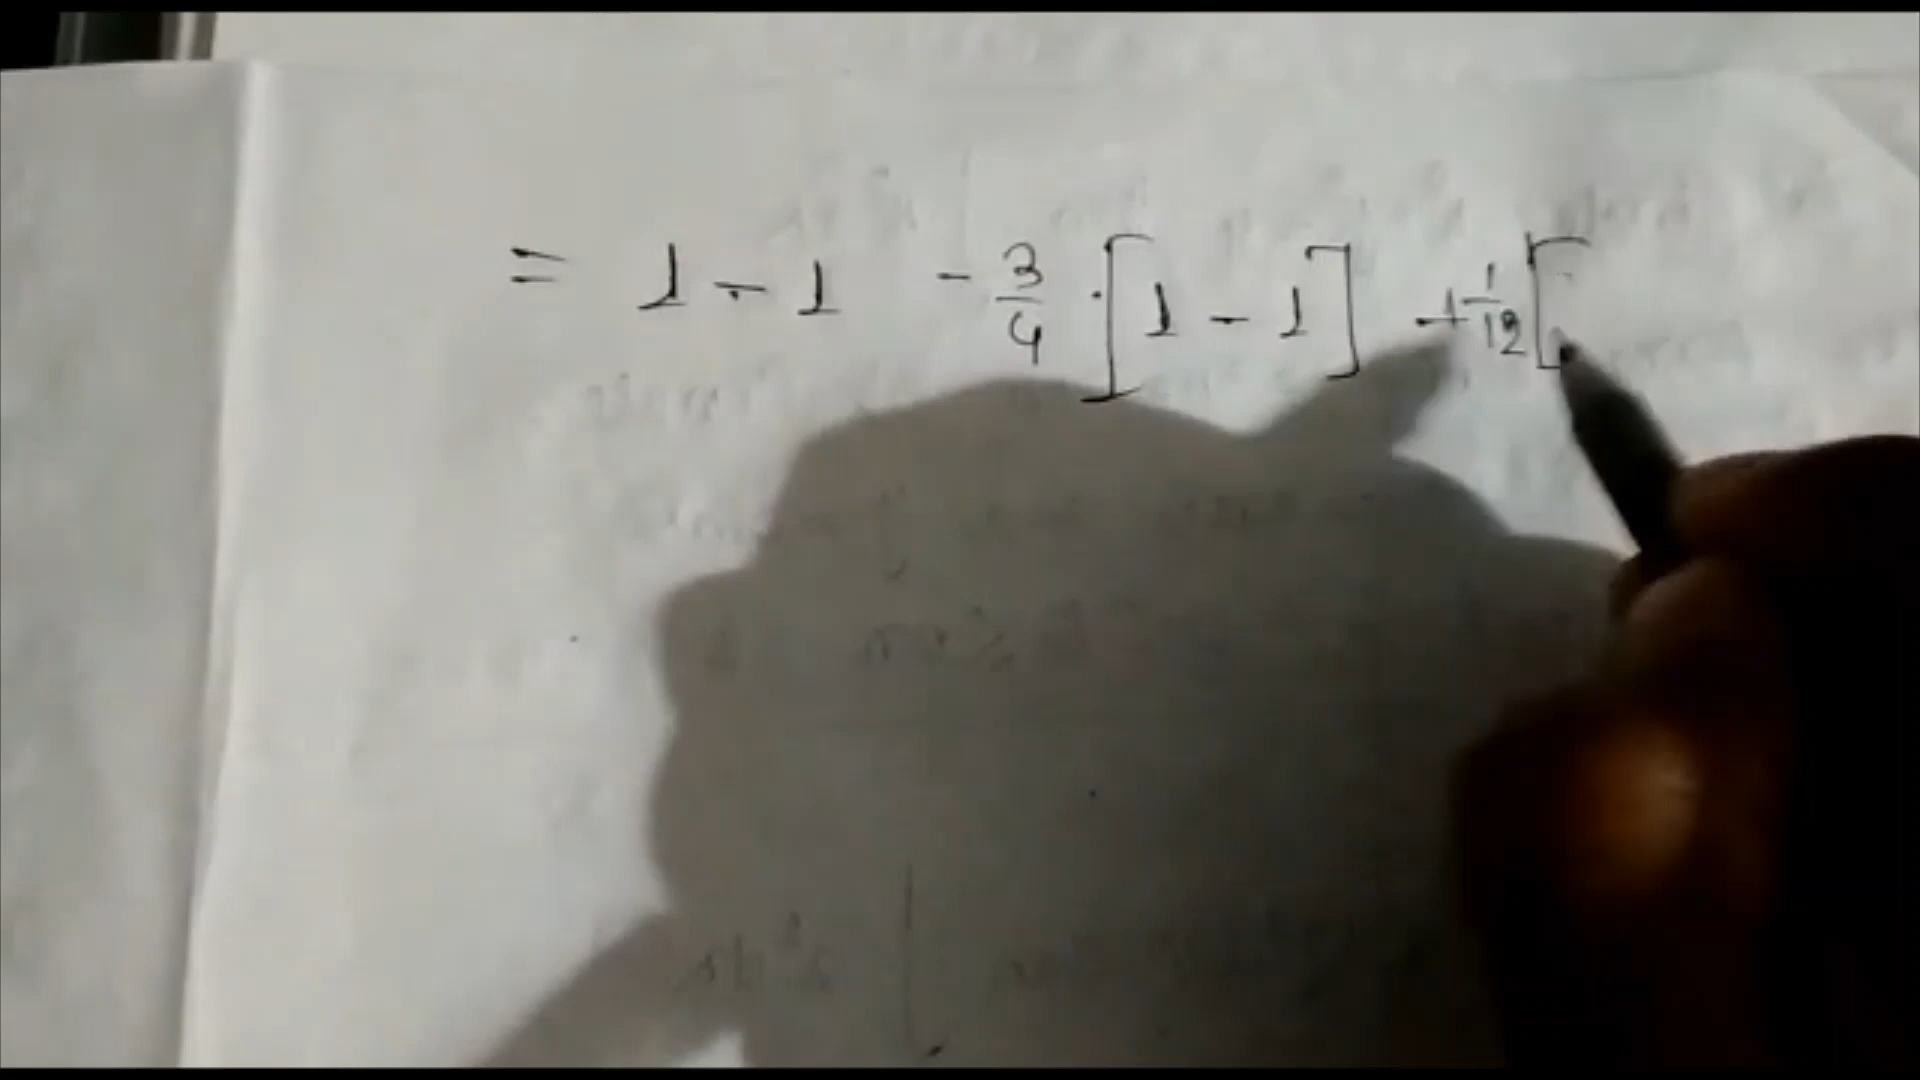 = 1 - 1 - 3/4 · [1 - 1] + 1/12 [